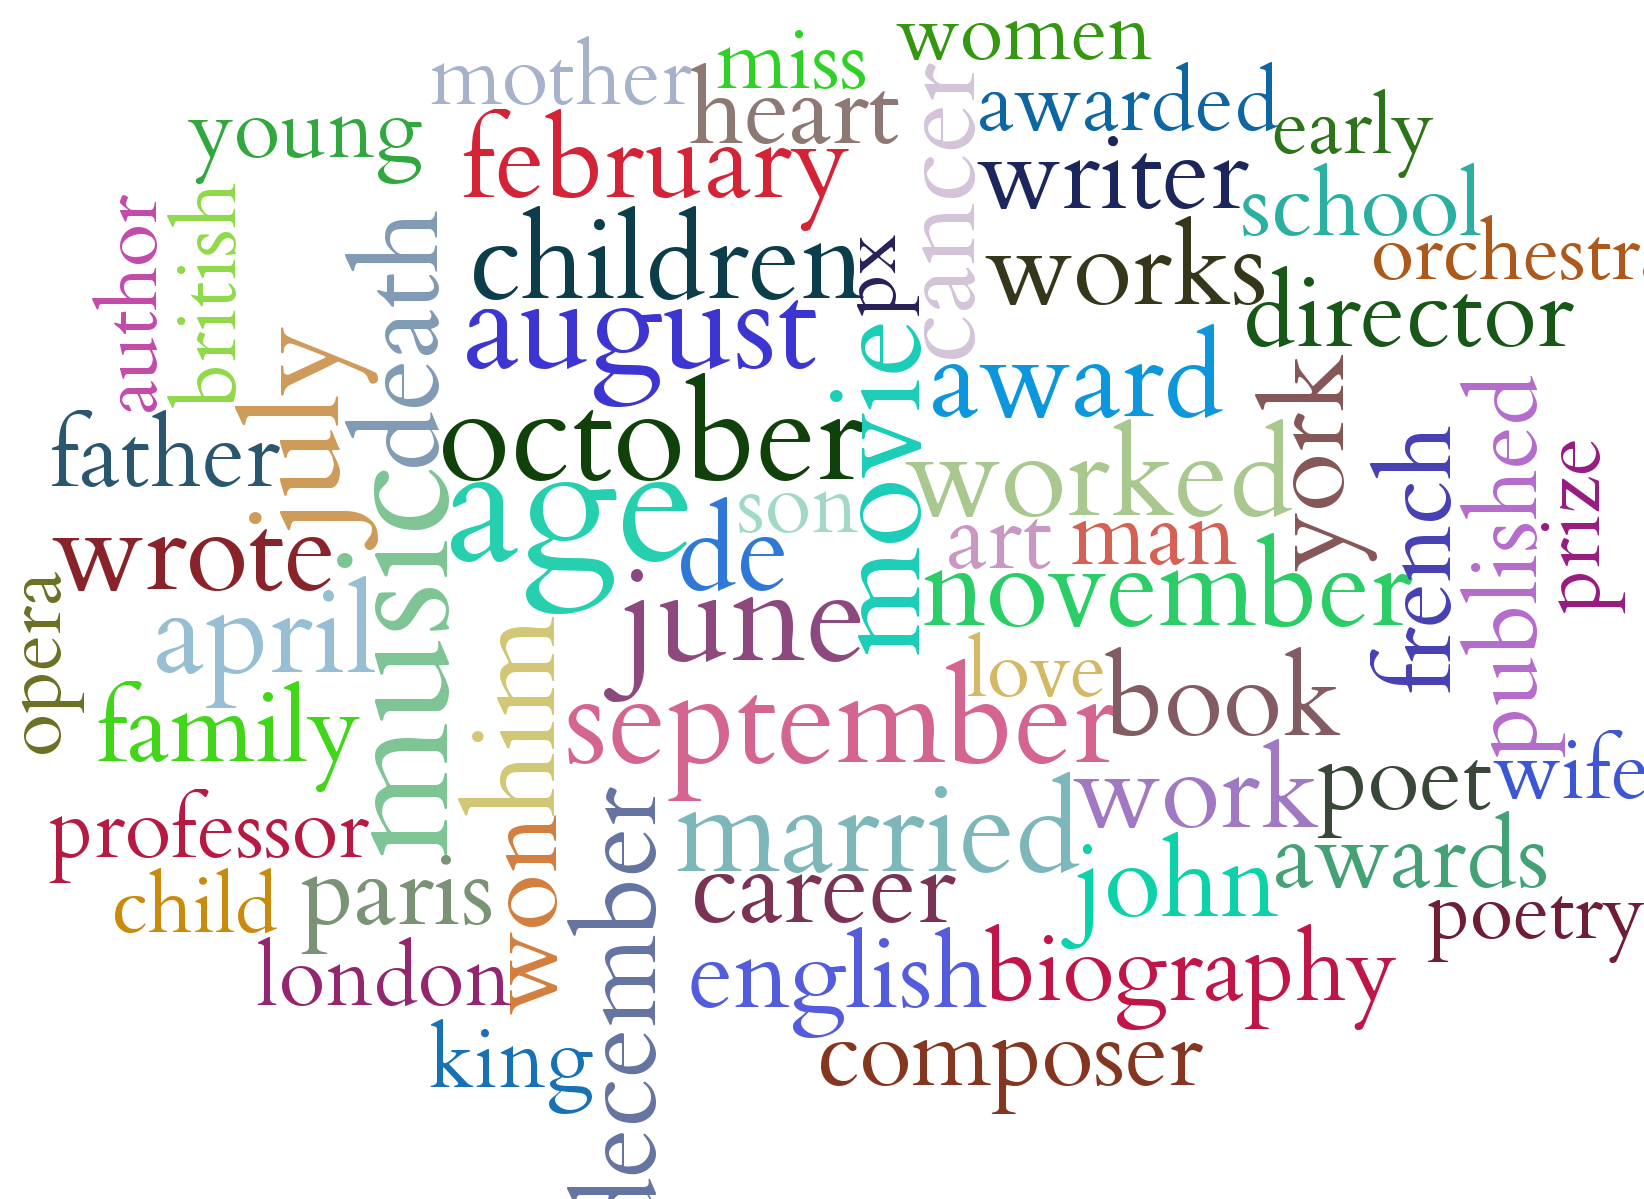 women
miss
mother
heart
cancer
awarded
early
young
february
writer
school
author
british
death
children
px
works
orchestra
director
july
august
movie
award
york
father
october
worked
french
published
prize
music
age
son
wrote
de
art
man
opera
april
june
november
him
love
book
family
september
work
poet
wife
professor
won
december
married
john
awards
child
paris
career
poetry
london
english
biography
king
composer